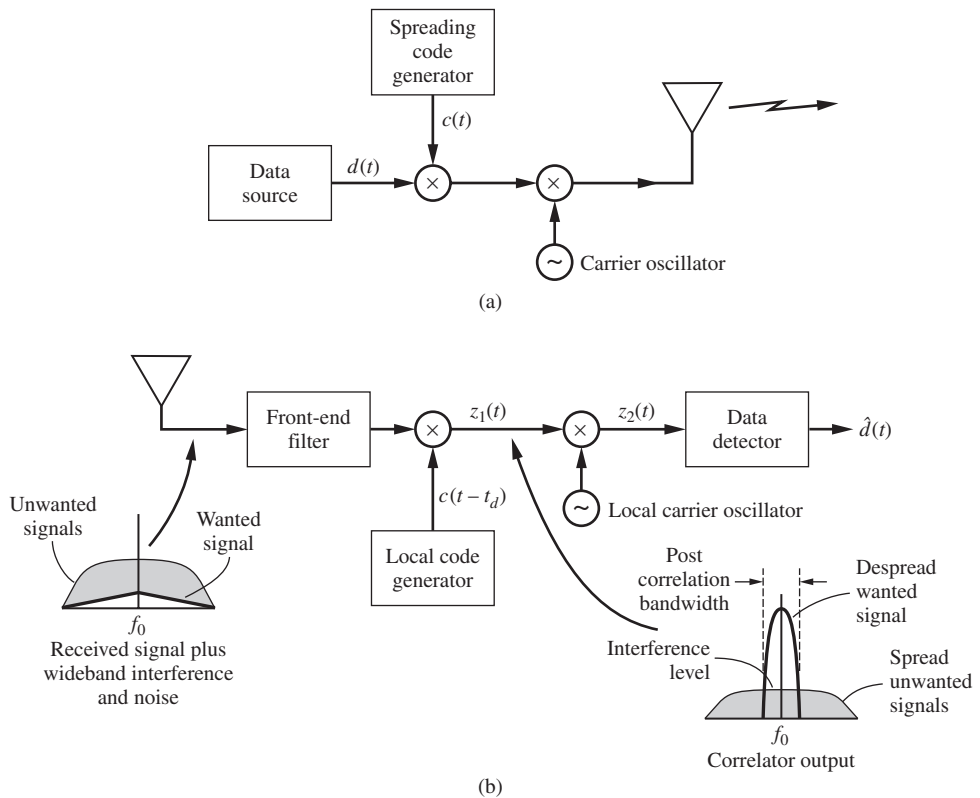 Spreading
code
generator
c(t)
Data
source
d(t)
×
×
~
Carrier oscillator
(a)
Front-end
filter
×
z₁(t)
×
z₂(t)
Data
detector
d̂(t)
c(t – t_d)
~
Local carrier oscillator
Local code
generator
Unwanted
signals
Wanted
signal
f₀
Received signal plus
wideband interference
and noise
Post
correlation
bandwidth
Despread
wanted
signal
Interference
level
Spread
unwanted
signals
f₀
Correlator output
(b)